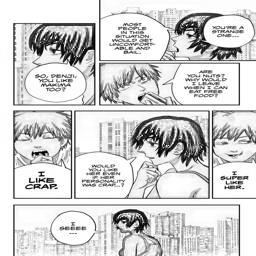 YOU'RE A
STRANGE
ONE...
MOST
PEOPLE
IN THIS
SITUATION
WOULD GET
UNCOMFORT-
ABLE AND
BAIL.
ARE
YOU NUTS?
WHY WOULD
I LEAVE
WHEN I CAN
EAT FREE
FOOD?
SO, DENJI,
YOU LIKE
MAKIMA
TOO?
I
SUPER
LIKE
HER.
WOULD YOU
LIKE HER
EVEN IF HER
PERSONALITY
WAS CRAP...?
I
LIKE
CRAP.
I
SEEEE
---